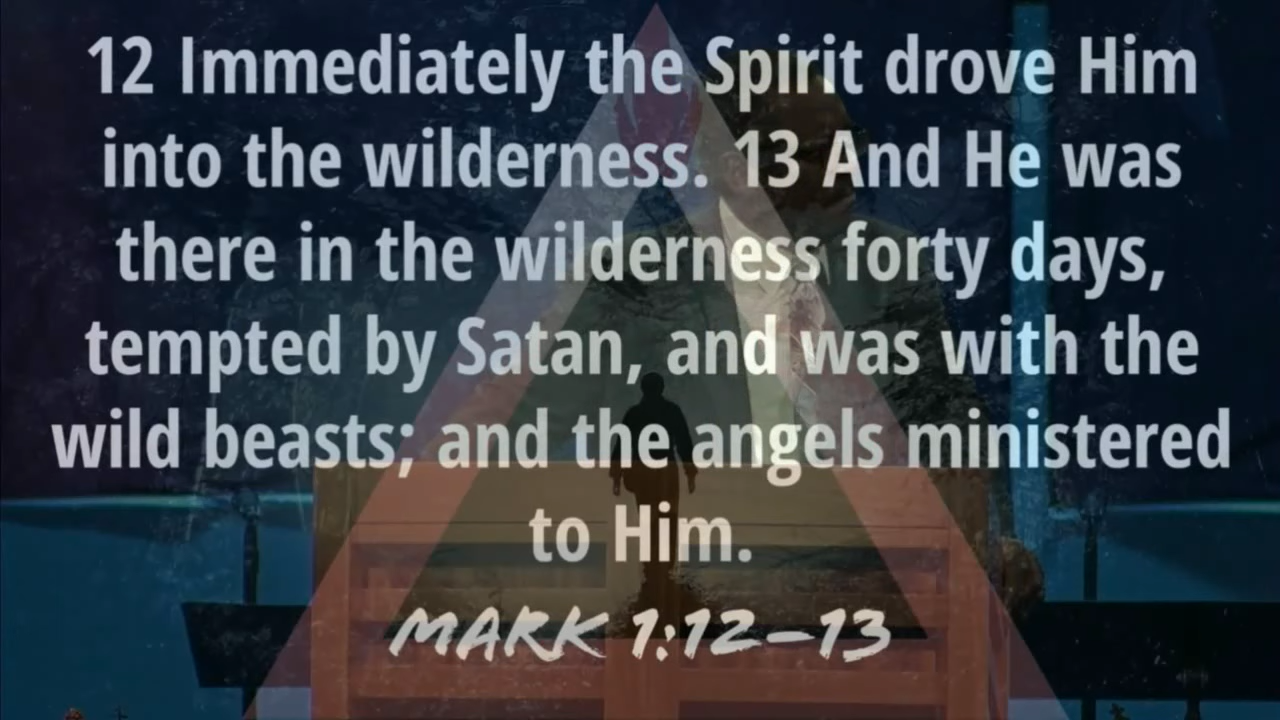 12 Immediately the Spirit drove Him
into the wilderness. 13 And He was
there in the wilderness forty days,
tempted by Satan, and was with the
wild beasts; and the angels ministered
to Him.
MARK 1:12–13